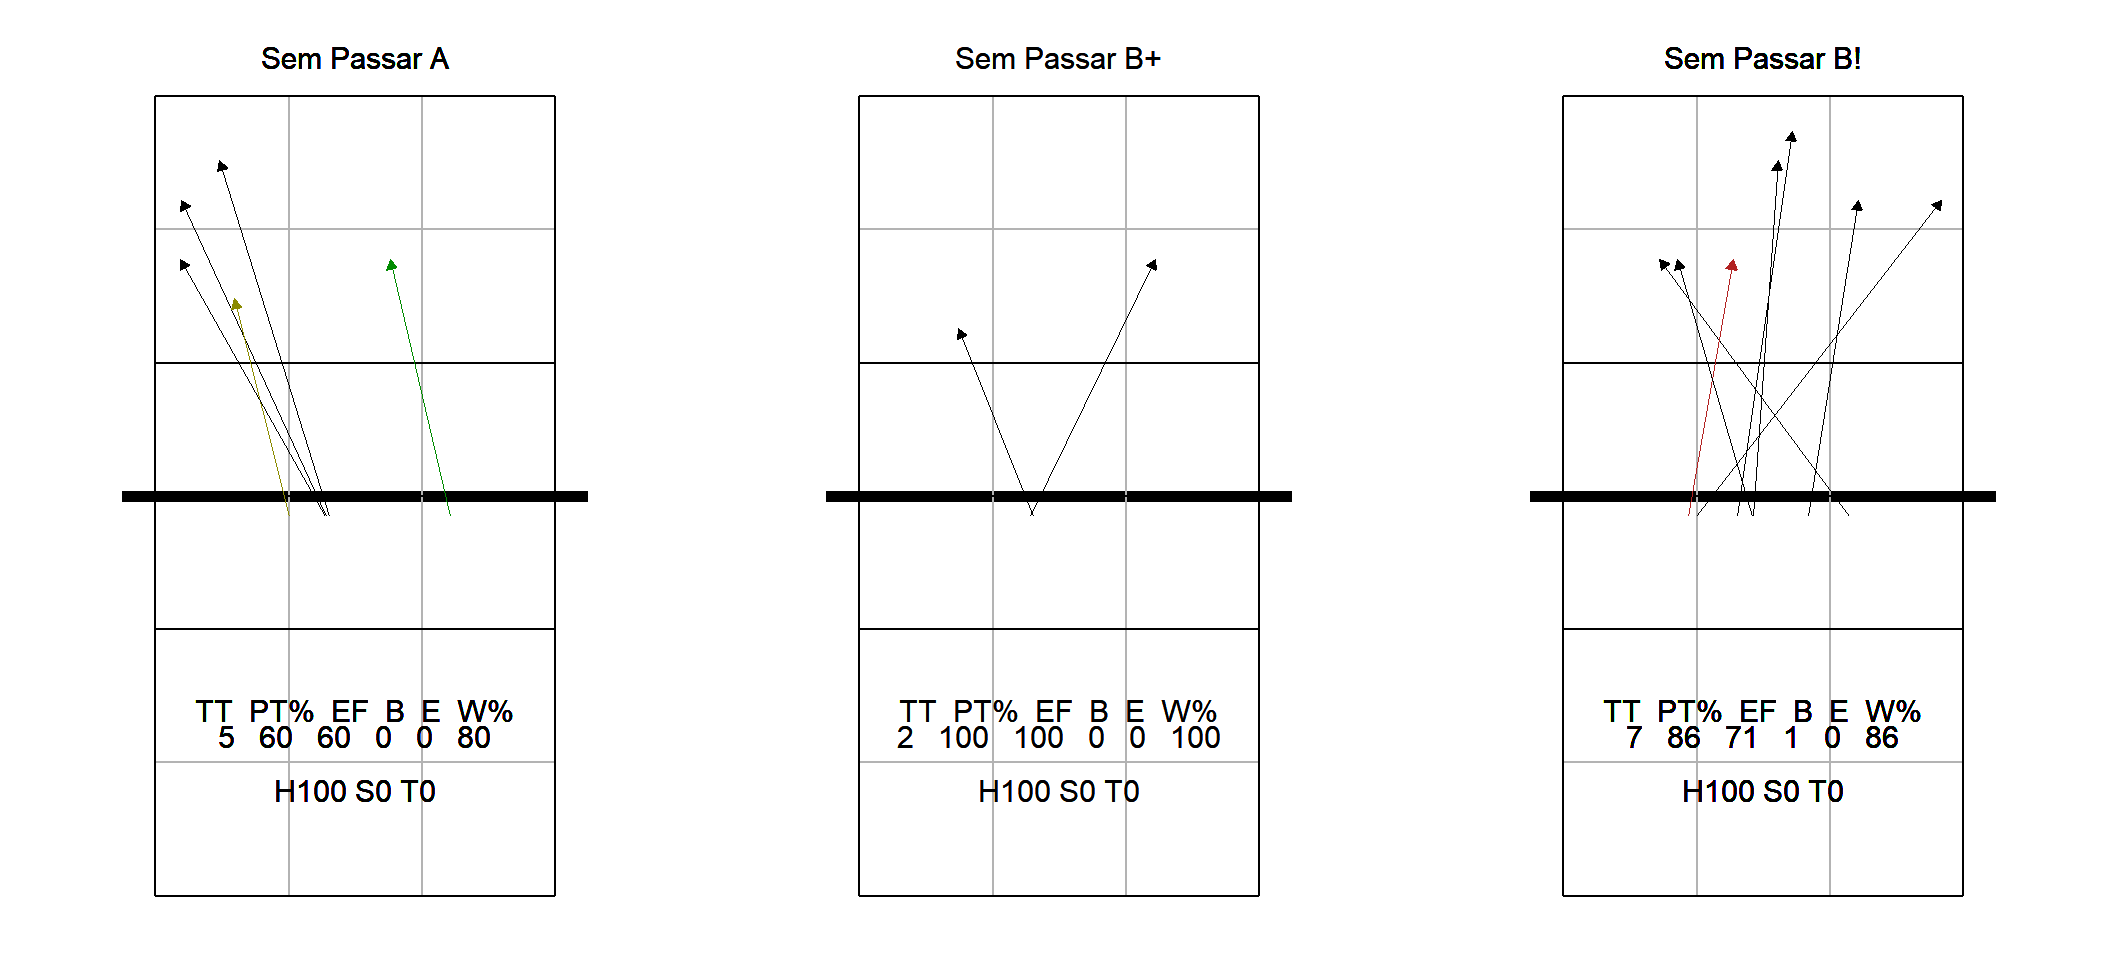 Sem Passar A
TT PT% EF B E W%
5 60 60 0 0 80
H100 S0 T0
Sem Passar B+
TT PT% EF B E W%
2 100 100 0 0 100
H100 S0 T0
Sem Passar B!
TT PT% EF B E W%
7 86 71 1 0 86
H100 S0 T0